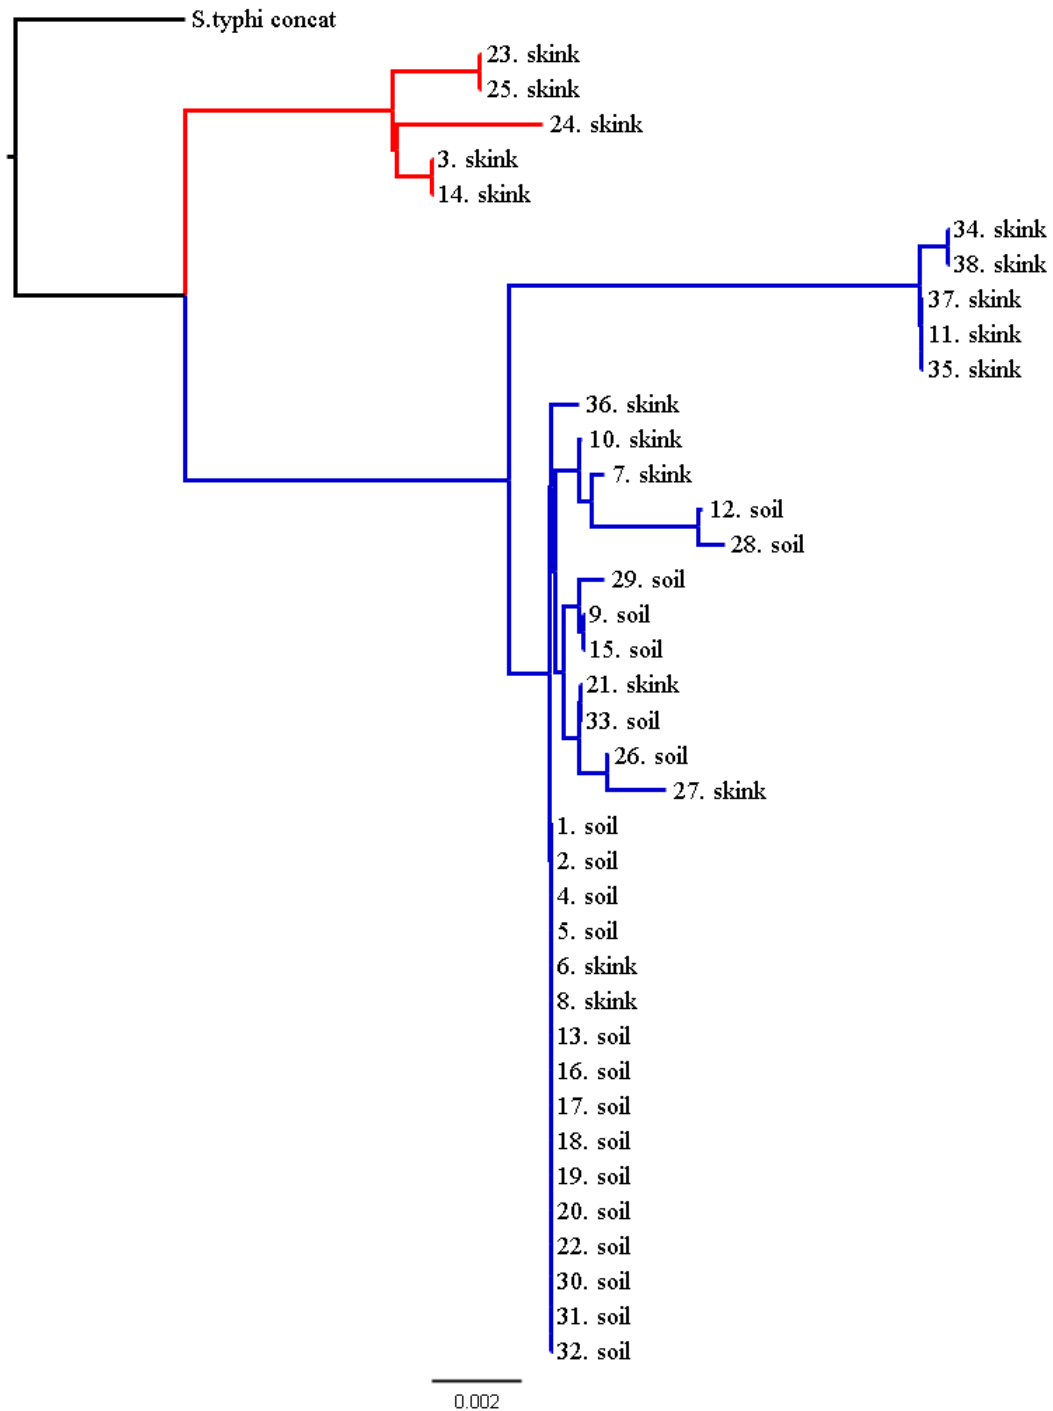 S.typhi concat
23. skink
25. skink
24. skink
3. skink
14. skink
34. skink
38. skink
37. skink
11. skink
35. skink
36. skink
10. skink
7. skink
12. soil
28. soil
29. soil
9. soil
15. soil
21. skink
33. soil
26. soil
27. skink
1. soil
2. soil
4. soil
5. soil
6. skink
8. skink
13. soil
16. soil
17. soil
18. soil
19. soil
20. soil
22. soil
30. soil
31. soil
32. soil
0.002